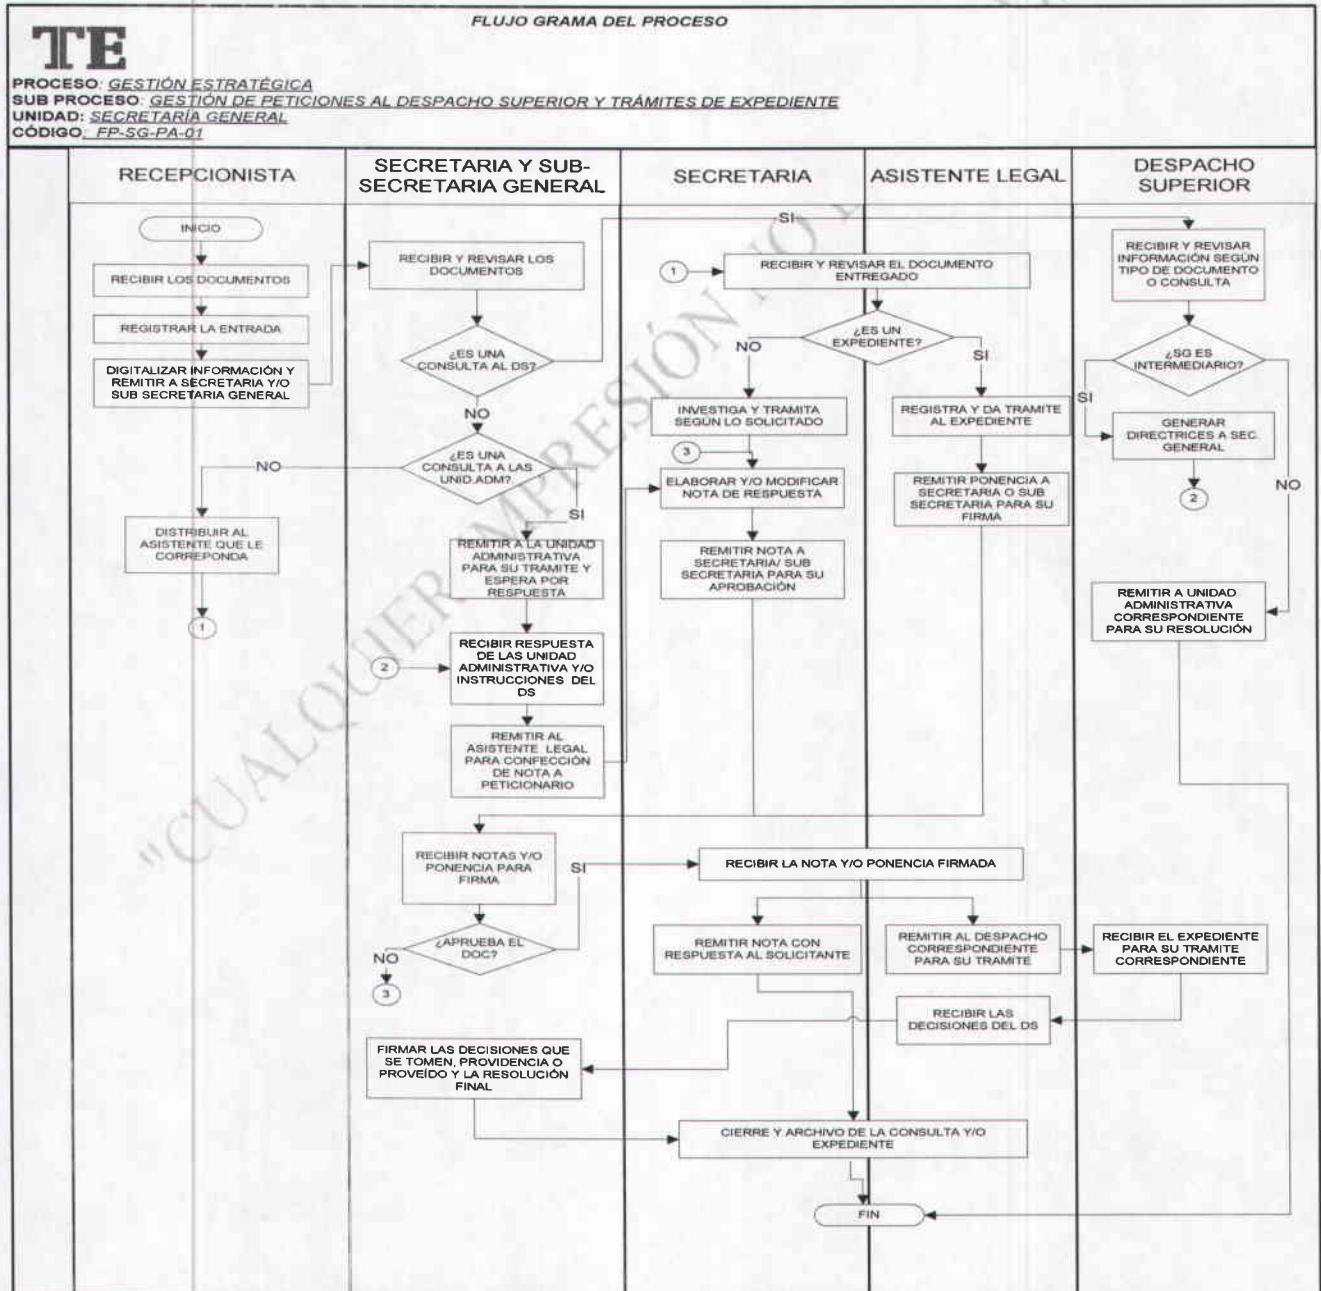 FLUJO GRAMA DEL PROCESO
TE
PROCESO: GESTIÓN ESTRATÉGICA
SUB PROCESO: GESTIÓN DE PETICIONES AL DESPACHO SUPERIOR Y TRÁMITES DE EXPEDIENTE
UNIDAD: SECRETARÍA GENERAL
CÓDIGO: FP-SG-PA-01
RECEPCIONISTA
SECRETARIA Y SUB-
SECRETARIA GENERAL
SECRETARIA
ASISTENTE LEGAL
DESPACHO
SUPERIOR
INICIO
RECIBIR LOS DOCUMENTOS
REGISTRAR LA ENTRADA
DIGITALIZAR INFORMACIÓN Y
REMITIR A SECRETARIA Y/O
SUB SECRETARIA GENERAL
NO
DISTRIBUIR AL
ASISTENTE QUE LE
CORREPONDA
1
RECIBIR Y REVISAR LOS
DOCUMENTOS
¿ES UNA
CONSULTA AL DS?
SI
NO
¿ES UNA
CONSULTA A LAS
UNID.ADM?
SI
REMITIR A LA UNIDAD
ADMINISTRATIVA
PARA SU TRAMITE Y
ESPERA POR
RESPUESTA
2
RECIBIR RESPUESTA
DE LAS UNIDAD
ADMINISTRATIVA Y/O
INSTRUCCIONES DEL
DS
REMITIR AL
ASISTENTE LEGAL
PARA CONFECCIÓN
DE NOTA A
PETICIONARIO
RECIBIR NOTAS Y/O
PONENCIA PARA
FIRMA
SI
¿APRUEBA EL
DOC?
NO
3
FIRMAR LAS DECISIONES QUE
SE TOMEN, PROVIDENCIA O
PROVEÍDO Y LA RESOLUCIÓN
FINAL
1
RECIBIR Y REVISAR EL DOCUMENTO
ENTREGADO
¿ES UN
EXPEDIENTE?
NO
SI
INVESTIGA Y TRAMITA
SEGÚN LO SOLICITADO
3
ELABORAR Y/O MODIFICAR
NOTA DE RESPUESTA
REMITIR NOTA A
SECRETARIA/ SUB
SECRETARIA PARA SU
APROBACIÓN
REGISTRA Y DA TRAMITE
AL EXPEDIENTE
REMITIR PONENCIA A
SECRETARIA O SUB
SECRETARIA PARA SU
FIRMA
RECIBIR LA NOTA Y/O PONENCIA FIRMADA
REMITIR NOTA CON
RESPUESTA AL SOLICITANTE
REMITIR AL DESPACHO
CORRESPONDIENTE
PARA SU TRAMITE
RECIBIR LAS
DECISIONES DEL DS
CIERRE Y ARCHIVO DE LA CONSULTA Y/O
EXPEDIENTE
FIN
RECIBIR Y REVISAR
INFORMACIÓN SEGÚN
TIPO DE DOCUMENTO
O CONSULTA
¿SG ES
INTERMEDIARIO?
SI
GENERAR
DIRECTRICES A SEC.
GENERAL
2
NO
REMITIR A UNIDAD
ADMINISTRATIVA
CORRESPONDIENTE
PARA SU RESOLUCIÓN
RECIBIR EL EXPEDIENTE
PARA SU TRAMITE
CORRESPONDIENTE
"CUALQUIER IMPRESIÓN NO